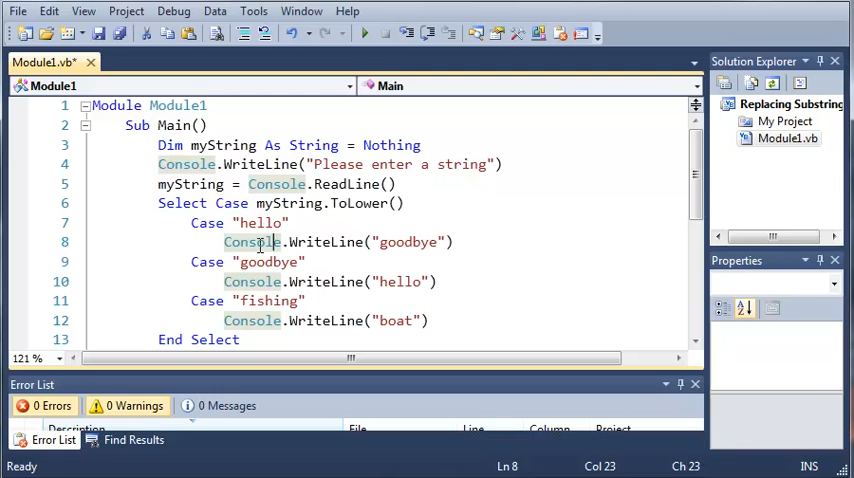 File Edit View Project Debug Data Tools Window Help
Module1.vb* Solution Explorer
Module1 Main
1 Module Module1
2 Sub Main()
3 Dim myString As String = Nothing
4 Console.WriteLine("Please enter a string")
5 myString = Console.ReadLine()
6 Select Case myString.ToLower()
7 Case "hello"
8 Console.WriteLine("goodbye")
9 Case "goodbye"
10 Console.WriteLine("hello")
11 Case "fishing"
12 Console.WriteLine("boat")
13 End Select
121 %
Replacing Substring
My Project
Module1.vb
Properties
Error List
0 Errors 0 Warnings 0 Messages
Description File Line Column Project
Error List Find Results
Ready Ln 8 Col 23 Ch 23 INS